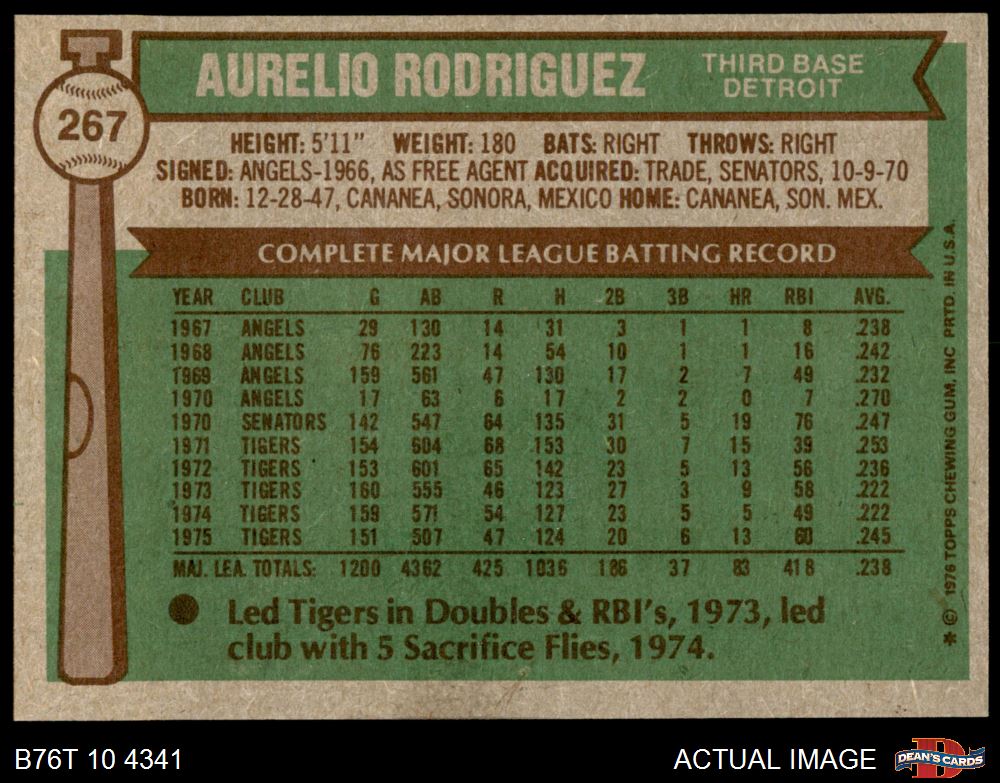 T
267
AURELIO RODRIGUEZ
THIRD BASE
DETROIT
HEIGHT: 5'11" WEIGHT: 180 BATS: RIGHT THROWS: RIGHT
SIGNED: ANGELS-1966, AS FREE AGENT ACQUIRED: TRADE, SENATORS, 10-9-70
BORN: 12-28-47, CANANEA, SONORA, MEXICO HOME: CANANEA, SON. MEX.
COMPLETE MAJOR LEAGUE BATTING RECORD
YEAR CLUB G AB R H 2B 3B HR RBI AVG.
1967 ANGELS 29 130 14 31 3 1 1 8 .238
1968 ANGELS 76 223 14 54 10 1 1 16 .242
1969 ANGELS 159 561 47 130 17 2 7 49 .232
1970 ANGELS 17 63 6 17 2 2 0 7 .270
1970 SENATORS 142 547 64 135 31 5 19 76 .247
1971 TIGERS 154 604 68 153 30 7 15 39 .253
1972 TIGERS 153 601 65 142 23 5 13 56 .236
1973 TIGERS 160 555 46 123 27 3 9 58 .222
1974 TIGERS 159 571 54 127 23 5 5 49 .222
1975 TIGERS 151 507 47 124 20 6 13 60 .245
MAJ. LEA. TOTALS: 1200 4362 425 1036 186 37 83 418 .238
Led Tigers in Doubles & RBI's, 1973, led
club with 5 Sacrifice Flies, 1974.
* © 1976 TOPPS CHEWING GUM, INC PRTD. IN U.S.A.
B76T 10 4341
ACTUAL IMAGE
D
DEAN'S CARDS